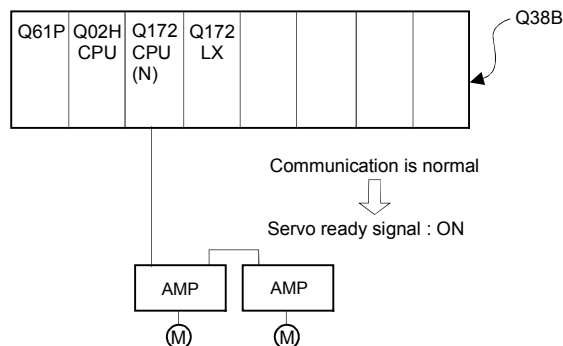 Q38B
Q61P Q02H Q172 Q172
CPU CPU LX
(N)
Communication is normal
Servo ready signal : ON
AMP AMP
M M